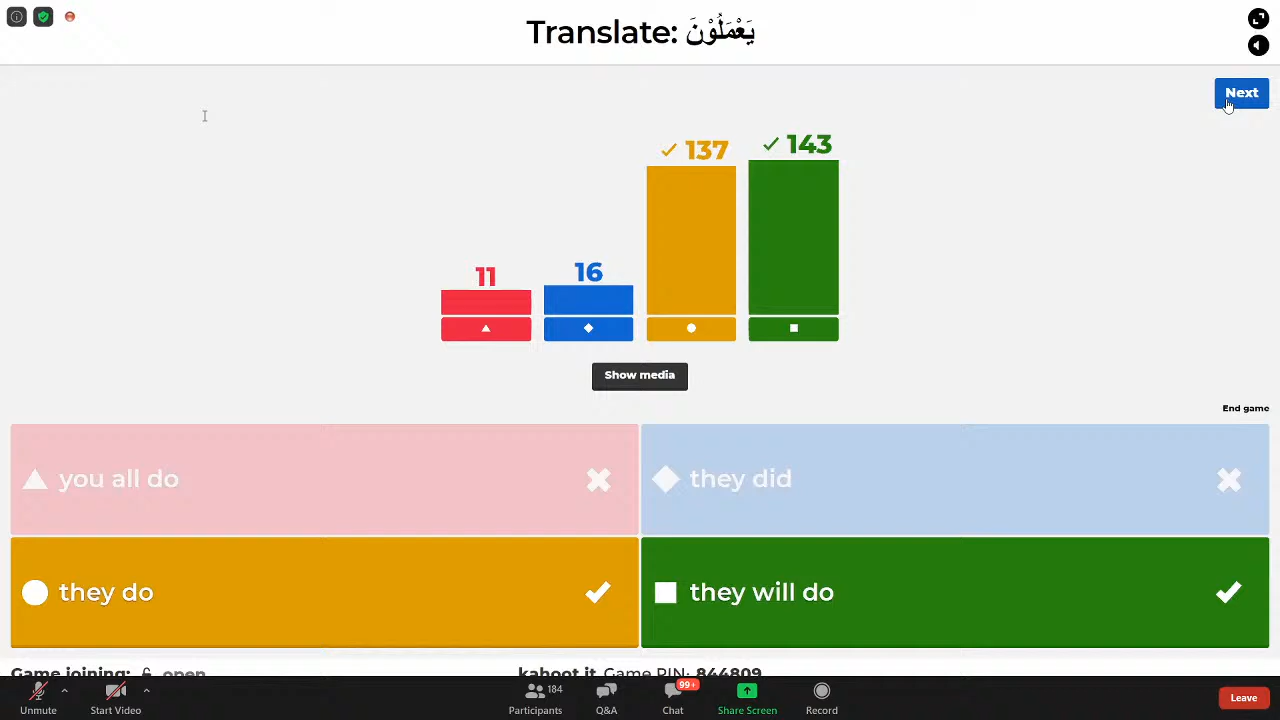 Translate: يَعْمَلُوْنَ
Next
11
16
137
143
Show media
End game
you all do
they did
they do
they will do
Game joining: open
kahoot.it Game PIN: 844809
Unmute
Start Video
Participants
184
Q&A
Chat
99+
Share Screen
Record
Leave